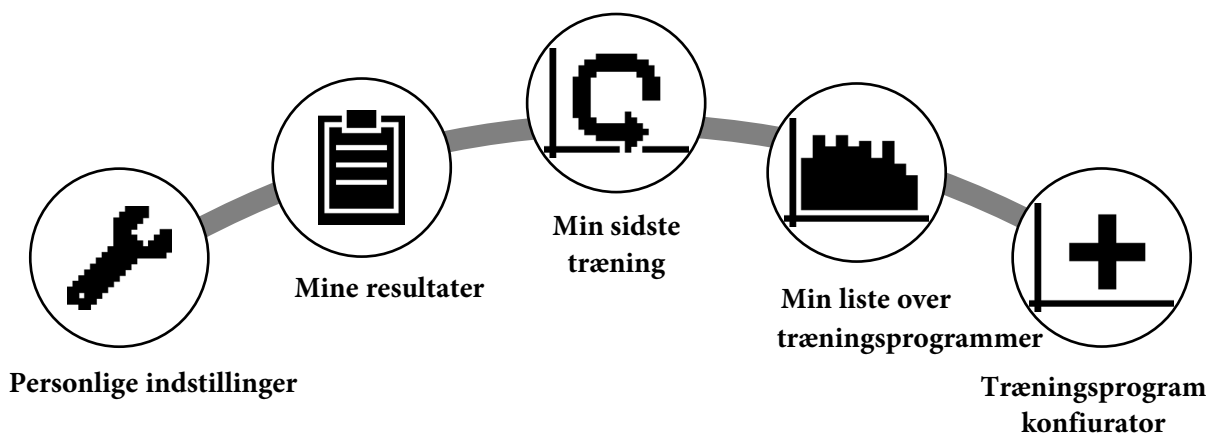 Personlige indstillinger
Mine resultater
Min sidste
træning
Min liste over
træningsprogrammer
Træningsprogram
konfiurator